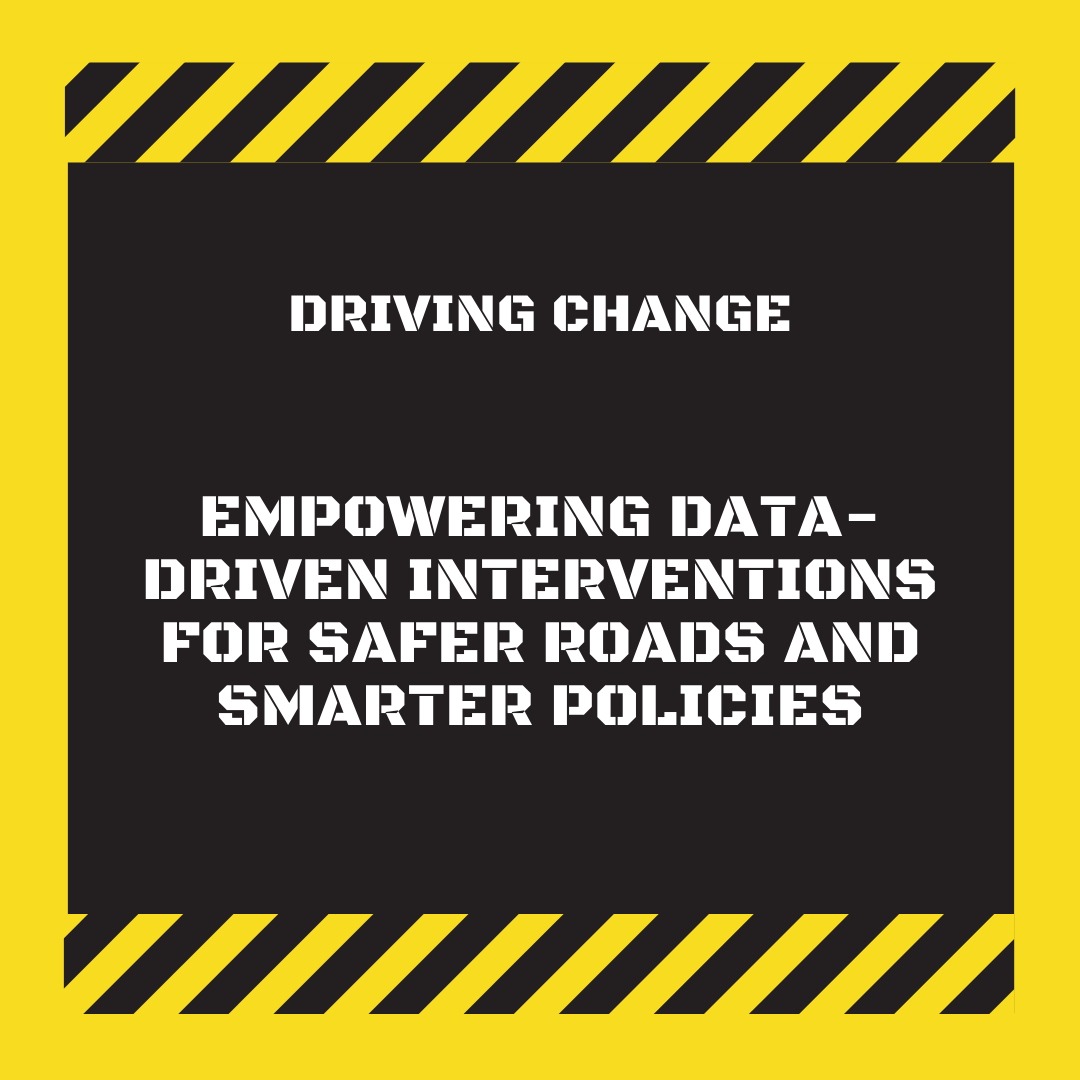 DRIVING CHANGE
EMPOWERING DATA-
DRIVEN INTERVENTIONS
FOR SAFER ROADS AND
SMARTER POLICIES